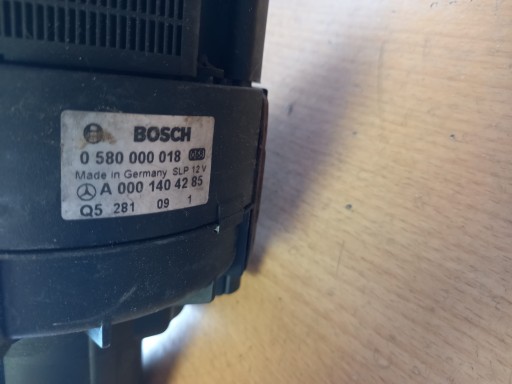 BOSCH
0 580 000 018
Made in Germany SLP 12 V
A 000 140 42 85
Q5 281 09 1